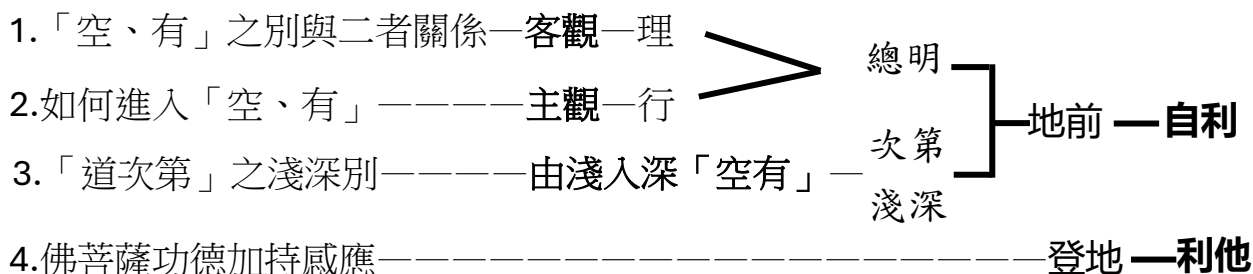 1.「空、有」之別與二者關係—客觀—理
總明
2.如何進入「空、有」————主觀—行
地前 — 自利
次第
3.「道次第」之淺深別————由淺入深「空有」—
淺深
4.佛菩薩功德加持感應———————————————————登地 —利他